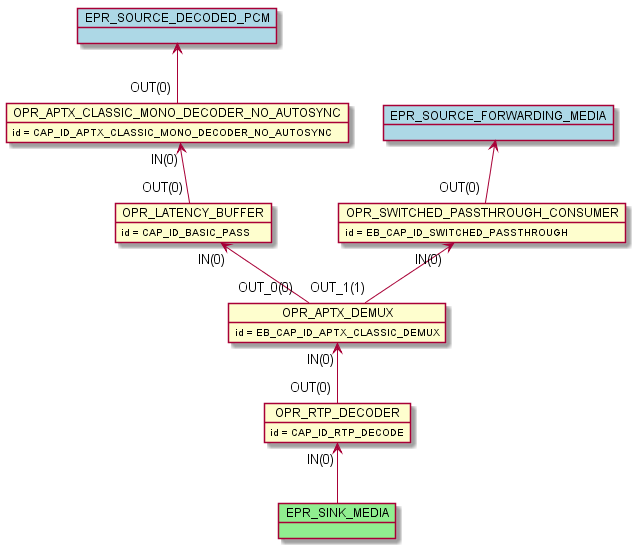 EPR_SOURCE_DECODED_PCM
OUT(0)
OPR_APTX_CLASSIC_MONO_DECODER_NO_AUTOSYNC
id = CAP_ID_APTX_CLASSIC_MONO_DECODER_NO_AUTOSYNC
EPR_SOURCE_FORWARDING_MEDIA
IN(0)
OUT(0)
OUT(0)
OPR_LATENCY_BUFFER
id = CAP_ID_BASIC_PASS
OPR_SWITCHED_PASSTHROUGH_CONSUMER
id = EB_CAP_ID_SWITCHED_PASSTHROUGH
IN(0)
IN(0)
OUT_0(0)
OUT_1(1)
OPR_APTX_DEMUX
id = EB_CAP_ID_APTX_CLASSIC_DEMUX
IN(0)
OUT(0)
OPR_RTP_DECODER
id = CAP_ID_RTP_DECODE
IN(0)
EPR_SINK_MEDIA